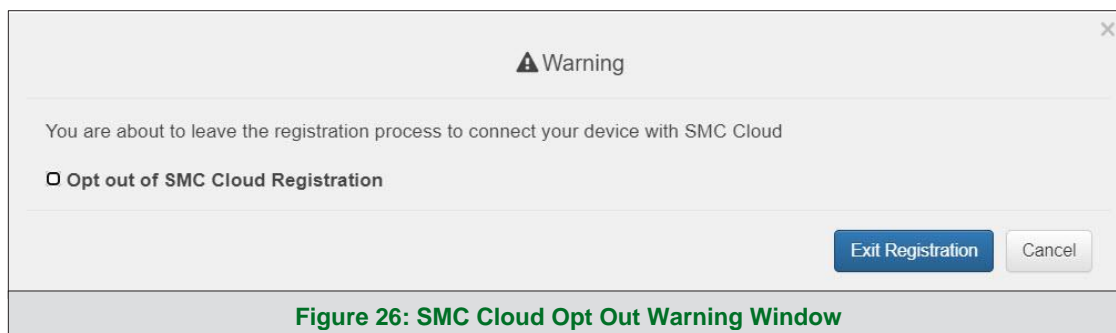 ×
Warning
You are about to leave the registration process to connect your device with SMC Cloud
Opt out of SMC Cloud Registration
Exit Registration
Cancel
Figure 26: SMC Cloud Opt Out Warning Window